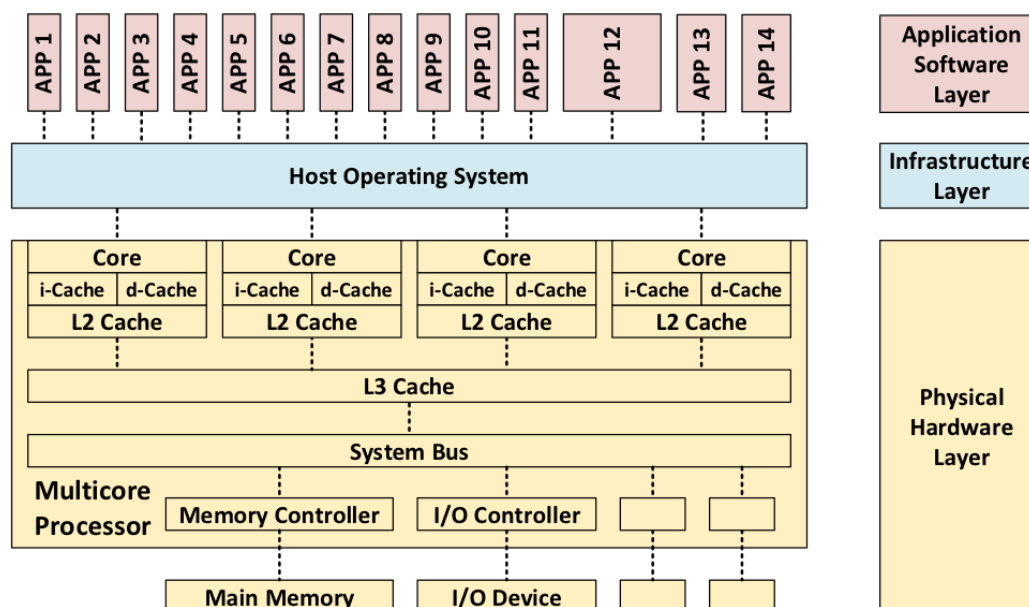 APP 1
APP 2
APP 3
APP 4
APP 5
APP 6
APP 7
APP 8
APP 9
APP 10
APP 11
APP 12
APP 13
APP 14
Application
Software
Layer
Host Operating System
Infrastructure
Layer
Core
Core
Core
Core
i-Cache
d-Cache
i-Cache
d-Cache
i-Cache
d-Cache
i-Cache
d-Cache
L2 Cache
L2 Cache
L2 Cache
L2 Cache
L3 Cache
System Bus
Multicore
Processor
Memory Controller
I/O Controller
Main Memory
I/O Device
Physical
Hardware
Layer